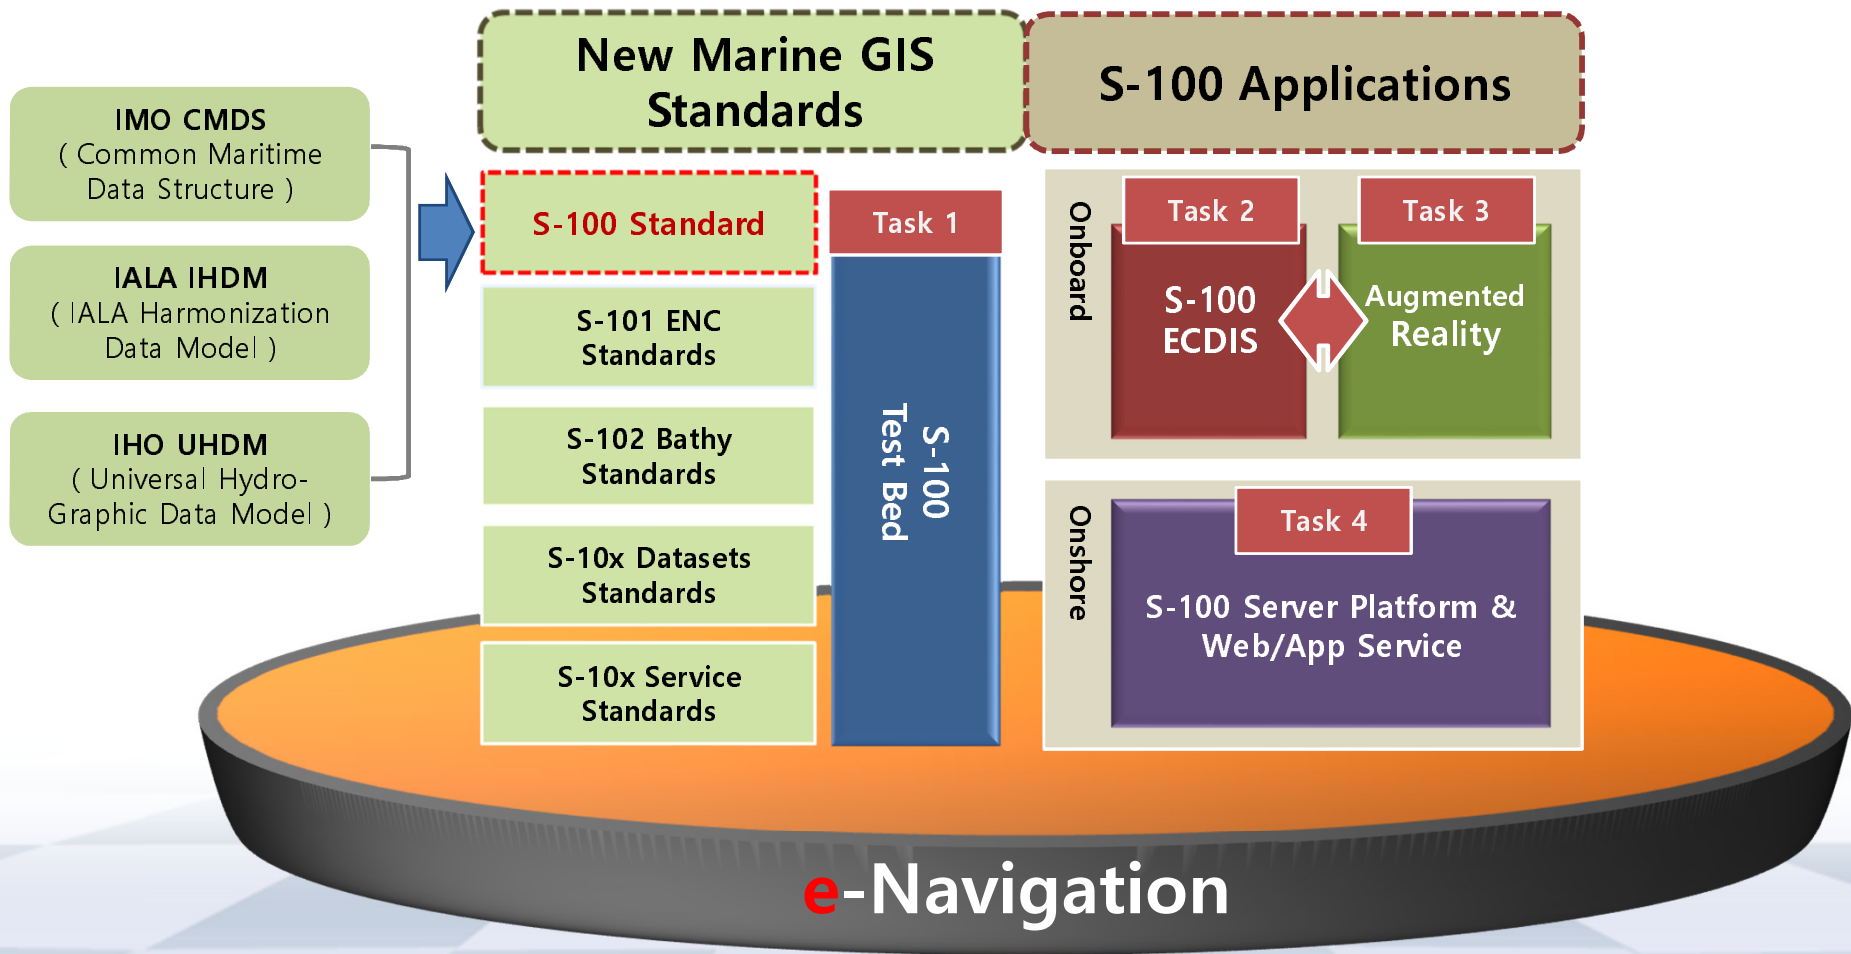 New Marine GIS
Standards
S-100 Applications
IMO CMDS
( Common Maritime
Data Structure )
IALA IHDM
( IALA Harmonization
Data Model )
IHO UHDM
( Universal Hydro-
Graphic Data Model )
S-100 Standard
S-101 ENC
Standards
S-102 Bathy
Standards
S-10x Datasets
Standards
S-10x Service
Standards
Task 1
S-100
Test Bed
Onboard
Task 2
S-100
ECDIS
Task 3
Augmented
Reality
Onshore
Task 4
S-100 Server Platform &
Web/App Service
e-Navigation